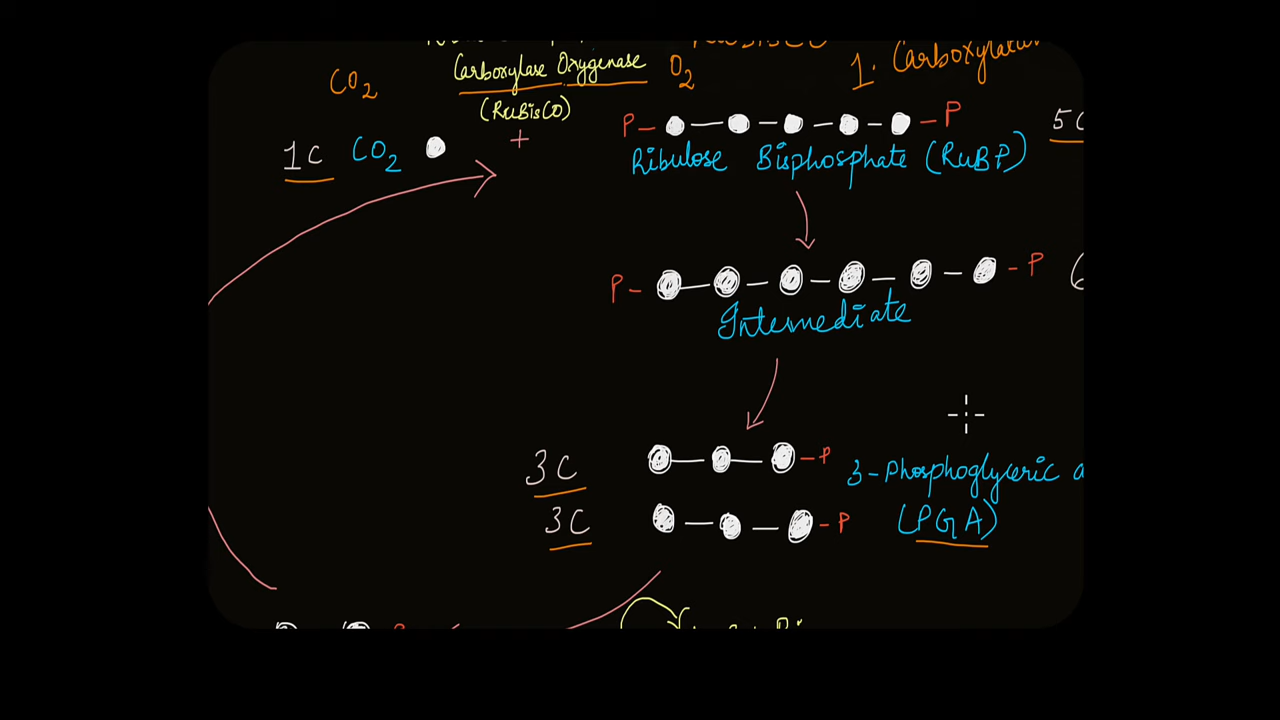 CO2
Carboxylase Oxygenase
(RuBisCO)
O2
1. Carboxylation
1C CO2
+
P- -P
5C
Ribulose Bisphosphate (RuBP)
P- -P
Intermediate
3C -P
3-Phosphoglyceric
3C -P
(PGA)